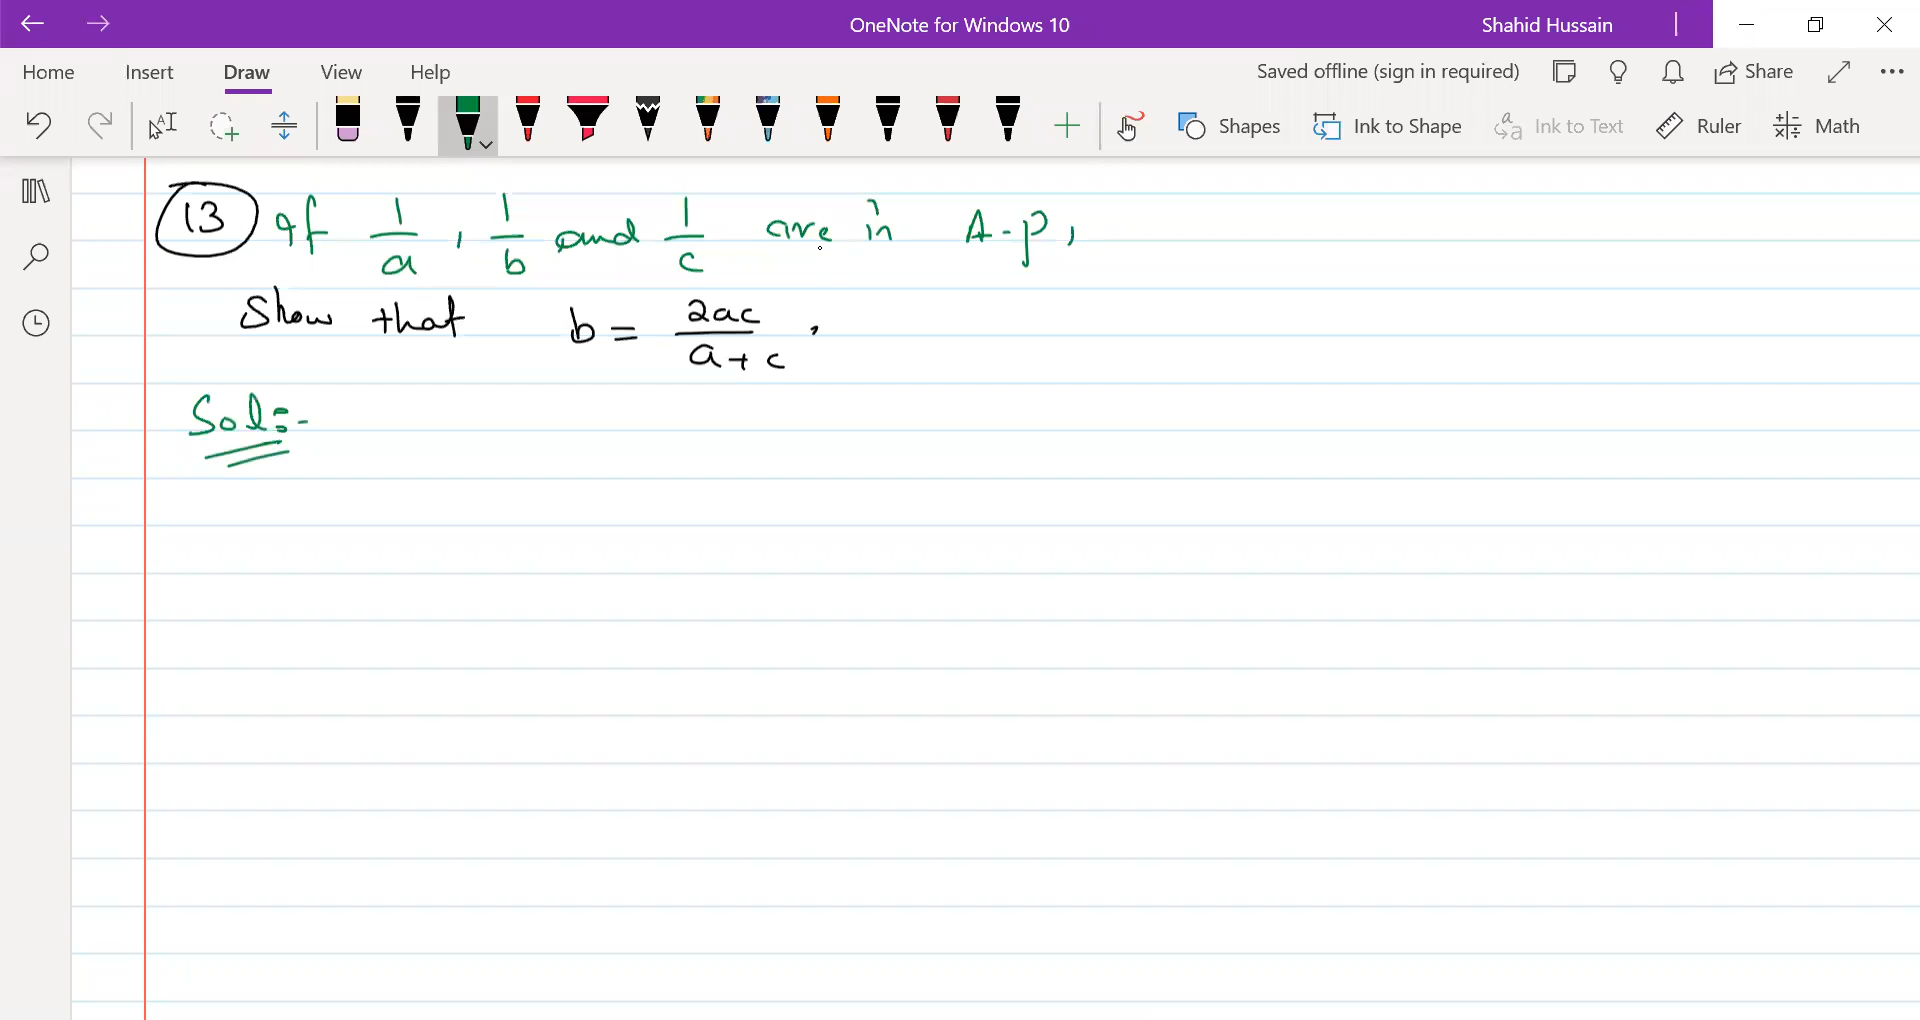 OneNote for Windows 10
Shahid Hussain
Home Insert Draw View Help
Saved offline (sign in required) Share
Shapes Ink to Shape Ink to Text Ruler Math
13 If 1/a , 1/b and 1/c are in A-P,
Show that b = 2ac/a+c .
Sol:-